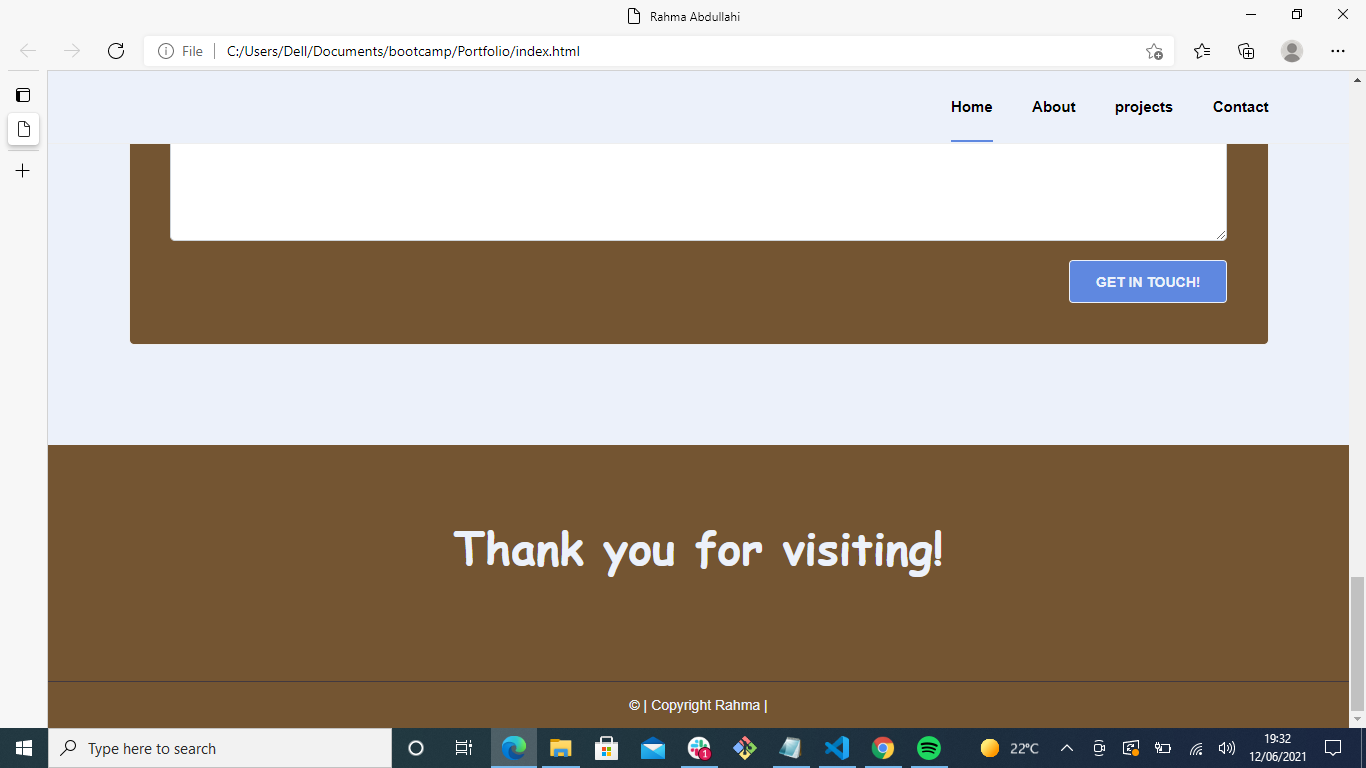 Rahma Abdullahi
File
C:/Users/Dell/Documents/bootcamp/Portfolio/index.html
Home About projects Contact
GET IN TOUCH!
Thank you for visiting!
© | Copyright Rahma |
Type here to search
1
22°C
19:32
12/06/2021